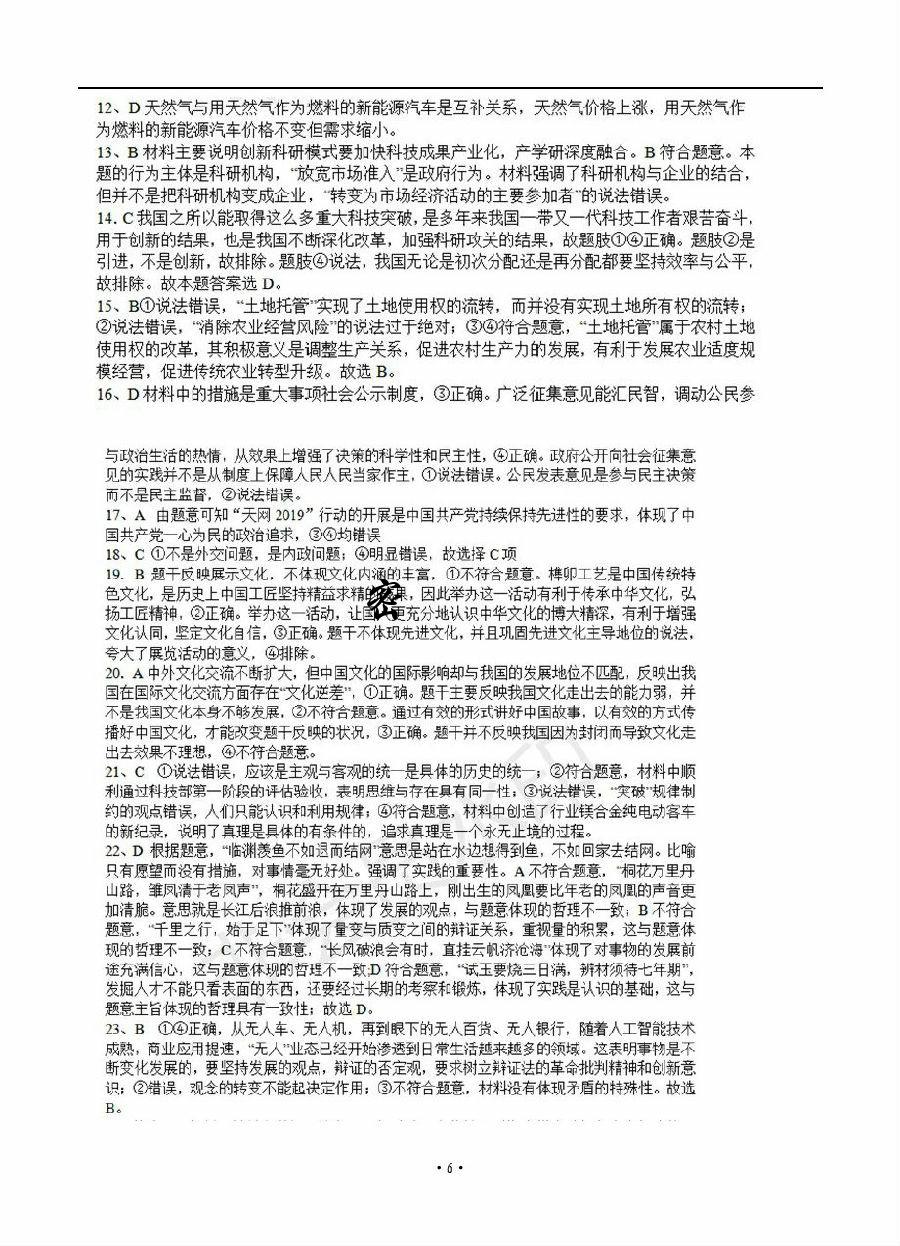 12、D 天然气与用天然气作为燃料的新能源汽车是互补关系，天然气价格上涨，用天然气作
为燃料的新能源汽车价格不变但需求缩小。
13、B 材料主要说明创新科研模式要加快科技成果产业化，产学研深度融合。B 符合题意。本
题的行为主体是科研机构，“放宽市场准入”是政府行为。材料强调了科研机构与企业的结合，
但并不是把科研机构变成企业，“转变为市场经济活动的主要参加者”的说法错误。
14. C 我国之所以能取得这么多重大科技突破，是多年来我国一带又一代科技工作者艰苦奋斗，
用于创新的结果，也是我国不断深化改革，加强科研攻关的结果，故题肢①④正确。题肢②是
引进，不是创新，故排除。题肢④说法，我国无论是初次分配还是再分配都要坚持效率与公平，
故排除。故本题答案选 D。
15、B①说法错误，“土地托管”实现了土地使用权的流转，而并没有实现土地所有权的流转；
②说法错误，“消除农业经营风险”的说法过于绝对；③④符合题意，“土地托管”属于农村土地
使用权的改革，其积极意义是调整生产关系，促进农村生产力的发展，有利于发展农业适度规
模经营，促进传统农业转型升级。故选 B。
16、D 材料中的措施是重大事项社会公示制度，③正确。广泛征集意见能汇民智，调动公民参
与政治生活的热情，从效果上增强了决策的科学性和民主性，④正确。政府公开向社会征集意
见的实践并不是从制度上保障人民人民当家作主，①说法错误。公民发表意见是参与民主决策
而不是民主监督，②说法错误。
17、A 由题意可知“天网 2019”行动的开展是中国共产党持续保持先进性的要求，体现了中
国共产党一心为民的政治追求，③④均错误
18、C ①不是外交问题，是内政问题；④明显错误，故选择 C 项
19. B 题干反映展示文化，不体现文化内涵的丰富，①不符合题意。榫卯工艺是中国传统特
色文化，是历史上中国工匠坚持精益求精的果，因此举办这一活动有利于传承中华文化，弘
扬工匠精神，②正确。举办这一活动，让国更充分地认识中华文化的博大精深，有利于增强
密
文化认同，坚定文化自信，③正确。题干不体现先进文化，并且巩固先进文化主导地位的说法，
夸大了展览活动的意义，④排除。
20. A 中外文化交流不断扩大，但中国文化的国际影响却与我国的发展地位不匹配，反映出我
国在国际文化交流方面存在“文化逆差”，①正确。题干主要反映我国文化走出去的能力弱，并
不是我国文化本身不够发展，②不符合题意。通过有效的形式讲好中国故事，以有效的方式传
播好中国文化，才能改变题干反映的状况，③正确。题干并不反映我国因为封闭而导致文化走
出去效果不理想，④不符合题意。
21、C ①说法错误，应该是主观与客观的统一是具体的历史的统一；②符合题意，材料中顺
利通过科技部第一阶段的评估验收，表明思维与存在具有同一性；③说法错误，“突破”规律制
约的观点错误，人们只能认识和利用规律；④符合题意，材料中创造了行业镁合金纯电动客车
的新纪录，说明了真理是具体的有条件的，追求真理是一个永无止境的过程。
22、D 根据题意，“临渊羡鱼不如退而结网”意思是站在水边想得到鱼，不如回家去结网。比喻
只有愿望而没有措施，对事情毫无好处。强调了实践的重要性。A 不符合题意，“桐花万里丹
山路，雏凤清于老凤声”，桐花盛开在万里丹山路上，刚出生的凤凰要比年老的凤凰的声音更
加清脆。意思就是长江后浪推前浪，体现了发展的观点，与题意体现的哲理不一致；B 不符合
题意，“千里之行，始于足下”体现了量变与质变之间的辩证关系，重视量的积累，这与题意体
现的哲理不一致；C 不符合题意，“长风破浪会有时，直挂云帆济沧海”体现了对事物的发展前
途充满信心，这与题意体现的哲理不一致;D 符合题意，“试玉要烧三日满，辨材须待七年期”，
发掘人才不能只看表面的东西，还要经过长期的考察和锻炼，体现了实践是认识的基础，这与
题意主旨体现的哲理具有一致性；故选 D。
23、B ①④正确，从无人车、无人机，再到眼下的无人百货、无人银行，随着人工智能技术
成熟，商业应用提速，“无人”业态已经开始渗透到日常生活越来越多的领域。这表明事物是不
断变化发展的，要坚持发展的观点，辩证的否定观，要求树立辩证法的革命批判精神和创新意
识；②错误，观念的转变不能起决定作用；③不符合题意，材料没有体现矛盾的特殊性。故选
B。
· 6 ·